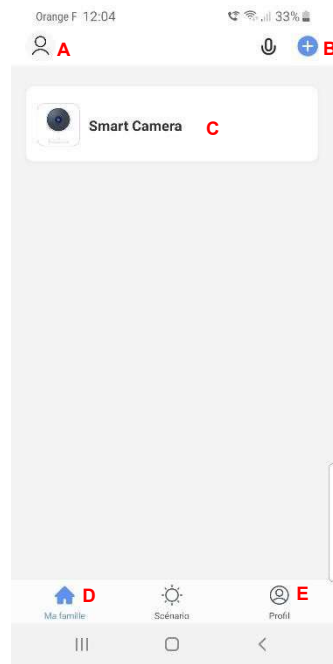 Orange F 12:04 33%
A
B
Smart Camera C
D E
Ma famille Scénario Profil